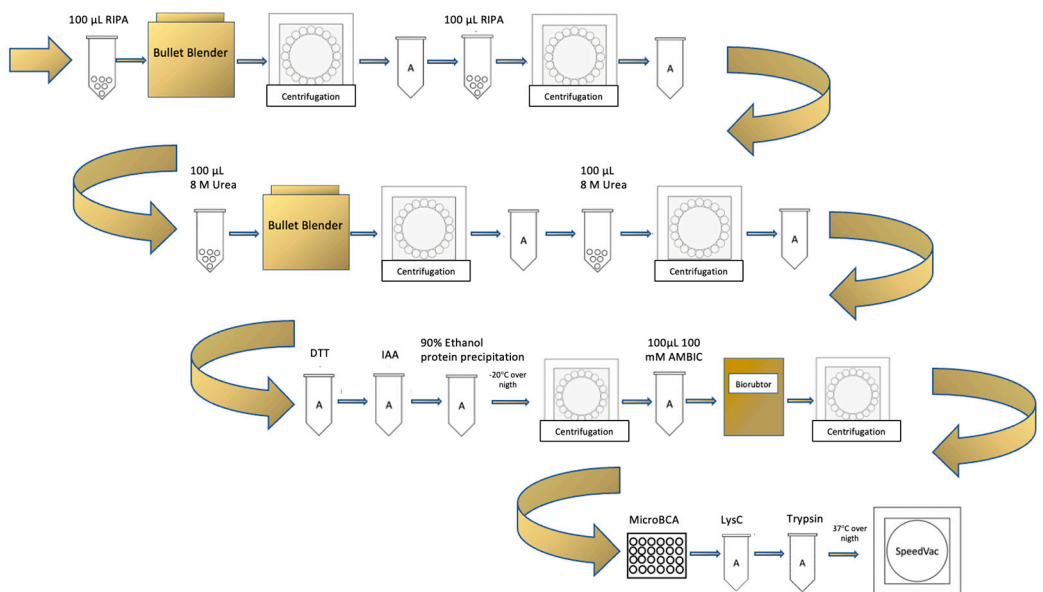 100 µL RIPA
Bullet Blender
Centrifugation
A
100 µL RIPA
Centrifugation
A
100 µL
8 M Urea
Bullet Blender
Centrifugation
A
100 µL
8 M Urea
Centrifugation
A
DTT
A
IAA
A
90% Ethanol
protein precipitation
A
-20°C over
nigth
Centrifugation
100µL 100
mM AMBIC
A
Biorubtor
Centrifugation
MicroBCA
LysC
A
Trypsin
A
37°C over
nigth
SpeedVac